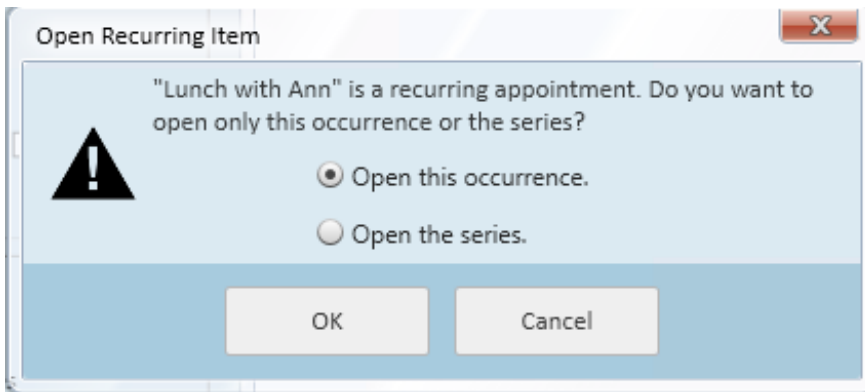 Open Recurring Item
"Lunch with Ann" is a recurring appointment. Do you want to
open only this occurrence or the series?
Open this occurrence.
Open the series.
OK
Cancel